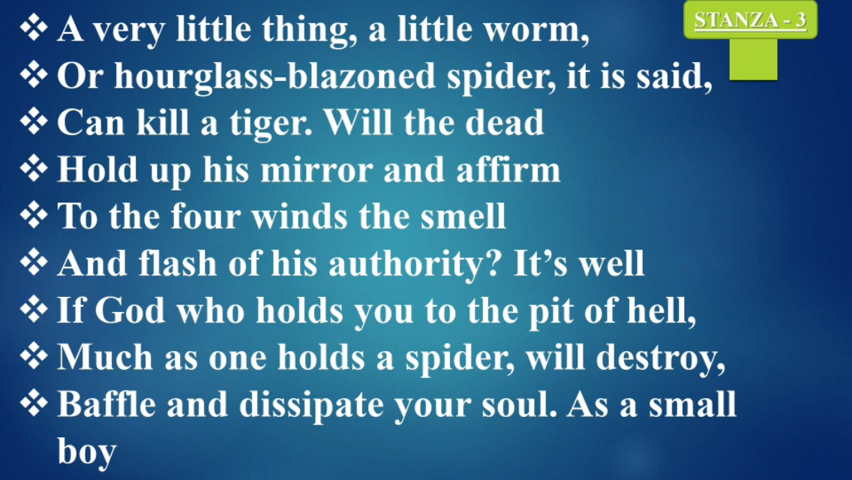 STANZA - 3
❖ A very little thing, a little worm,
❖ Or hourglass-blazoned spider, it is said,
❖ Can kill a tiger. Will the dead
❖ Hold up his mirror and affirm
❖ To the four winds the smell
❖ And flash of his authority? It’s well
❖ If God who holds you to the pit of hell,
❖ Much as one holds a spider, will destroy,
❖ Baffle and dissipate your soul. As a small
boy